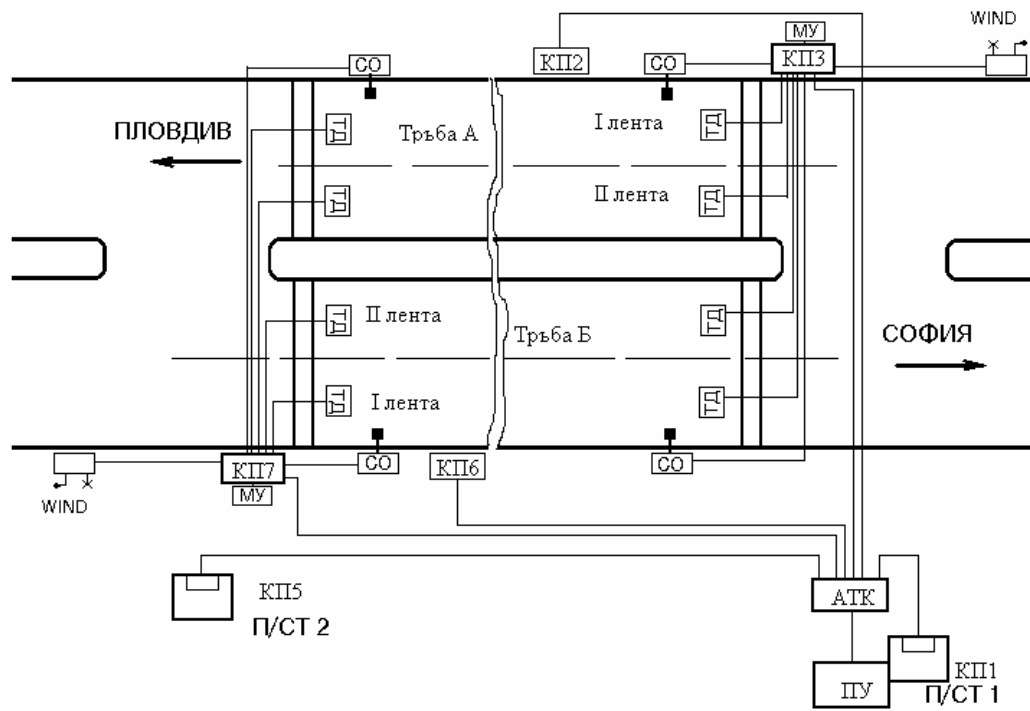 WIND
МУ
КП2
СО
СО
КП3
ПЛОВДИВ
ТД
Тръба А
I лента
ТД
ТД
II лента
ТД
ТД
II лента
Тръба Б
ТД
СОФИЯ
ТД
I лента
ТД
КП7
СО
КП6
СО
МУ
WIND
КП5
П/СТ 2
АТК
ПУ
КП1
П/СТ 1